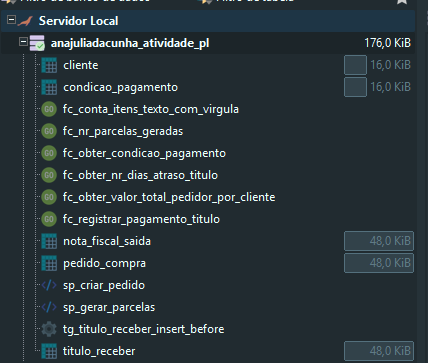 Servidor Local
anajuliadacunha_atividade_pl 176,0 KiB
cliente 16,0 KiB
condicao_pagamento 16,0 KiB
fc_conta_itens_texto_com_virgula
fc_nr_parcelas_geradas
fc_obter_condicao_pagamento
fc_obter_nr_dias_atraso_titulo
fc_obter_valor_total_pedidor_por_cliente
fc_registrar_pagamento_titulo
nota_fiscal_saida 48,0 KiB
pedido_compra 48,0 KiB
sp_criar_pedido
sp_gerar_parcelas
tg_titulo_receber_insert_before
titulo_receber 48,0 KiB